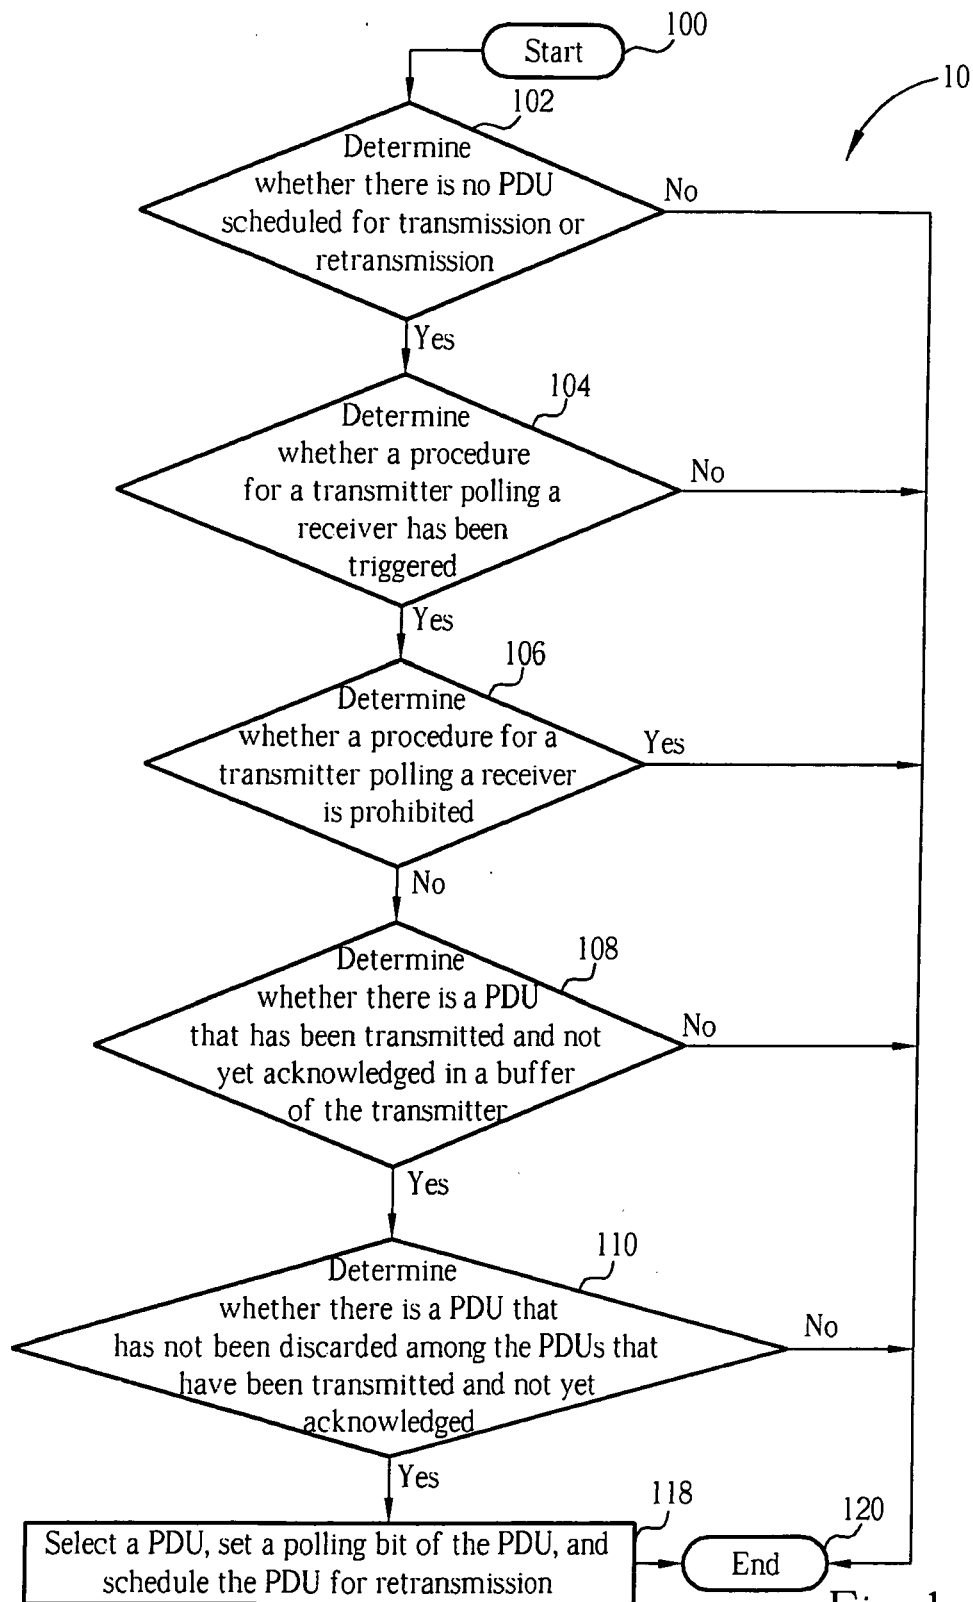 100
Start
10
102
Determine
whether there is no PDU
scheduled for transmission or
retransmission
No
Yes
104
Determine
whether a procedure
for a transmitter polling a
receiver has been
triggered
No
Yes
106
Determine
whether a procedure for a
transmitter polling a receiver
is prohibited
Yes
No
108
Determine
whether there is a PDU
that has been transmitted and not
yet acknowledged in a buffer
of the transmitter
No
Yes
110
Determine
whether there is a PDU that
has not been discarded among the PDUs that
have been transmitted and not yet
acknowledged
No
Yes
118
Select a PDU, set a polling bit of the PDU, and
schedule the PDU for retransmission
120
End